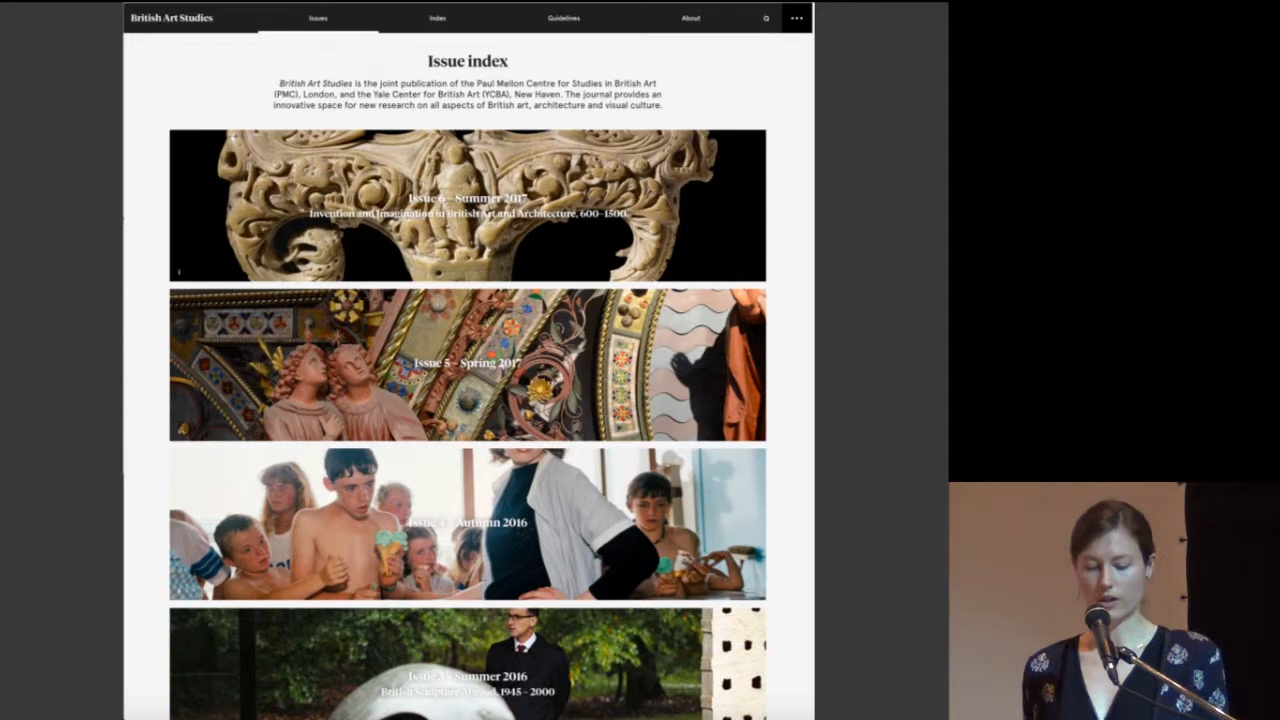 British Art Studies
Issues
Index
Guidelines
About
Issue index
British Art Studies is the joint publication of the Paul Mellon Centre for Studies in British Art
(PMC), London, and the Yale Center for British Art (YCBA), New Haven. The journal provides an
innovative space for new research on all aspects of British art, architecture and visual culture.
Issue 6 – Summer 2017
Invention and Imagination in British Art and Architecture, 600–1500
Issue 5 – Spring 2017
Issue 4 – Autumn 2016
Issue 3 – Summer 2016
British Sculpture Abroad, 1945 – 2000